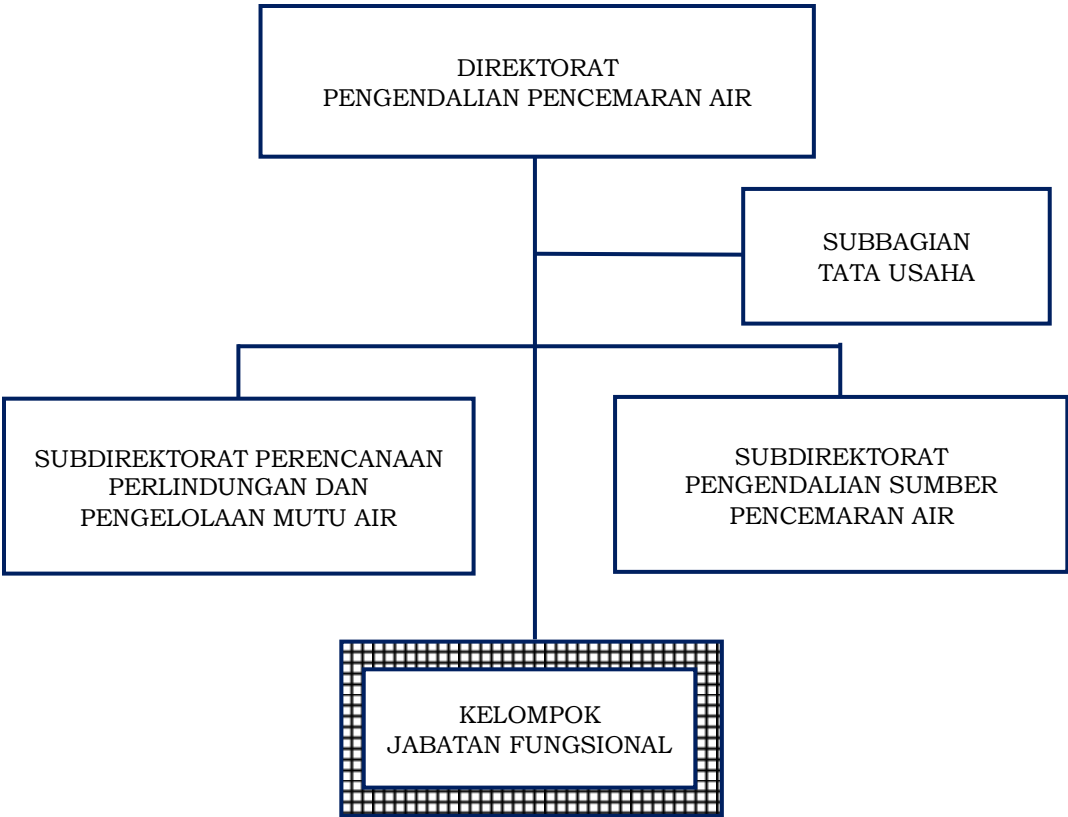 DIREKTORAT
PENGENDALIAN PENCEMARAN AIR
SUBBAGIAN
TATA USAHA
SUBDIREKTORAT PERENCANAAN
PERLINDUNGAN DAN
PENGELOLAAN MUTU AIR
SUBDIREKTORAT
PENGENDALIAN SUMBER
PENCEMARAN AIR
KELOMPOK
JABATAN FUNGSIONAL